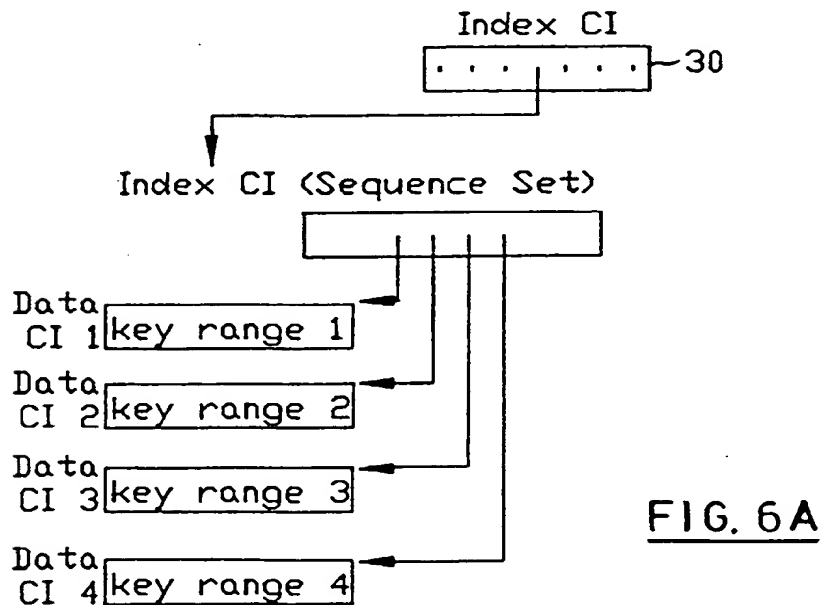 Index CI
30
Index CI (Sequence Set)
Data
CI 1
key range 1
Data
CI 2
key range 2
Data
CI 3
key range 3
Data
CI 4
key range 4
FIG. 6A